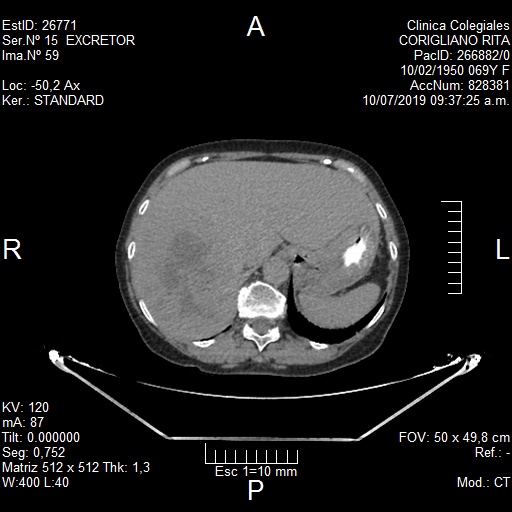 EstID: 26771
Ser.Nº 15 EXCRETOR
Ima.Nº 59
Loc: -50,2 Ax
Ker.: STANDARD
A
Clinica Colegiales
CORIGLIANO RITA
PacID: 266882/0
10/02/1950 069Y F
AccNum: 828381
10/07/2019 09:37:25 a.m.
R
L
KV: 120
mA: 87
Tilt: 0.000000
Seg: 0,752
Matriz 512 x 512 Thk: 1,3
W:400 L:40
Esc 1=10 mm
P
FOV: 50 x 49,8 cm
Ref.: -
Mod.: CT